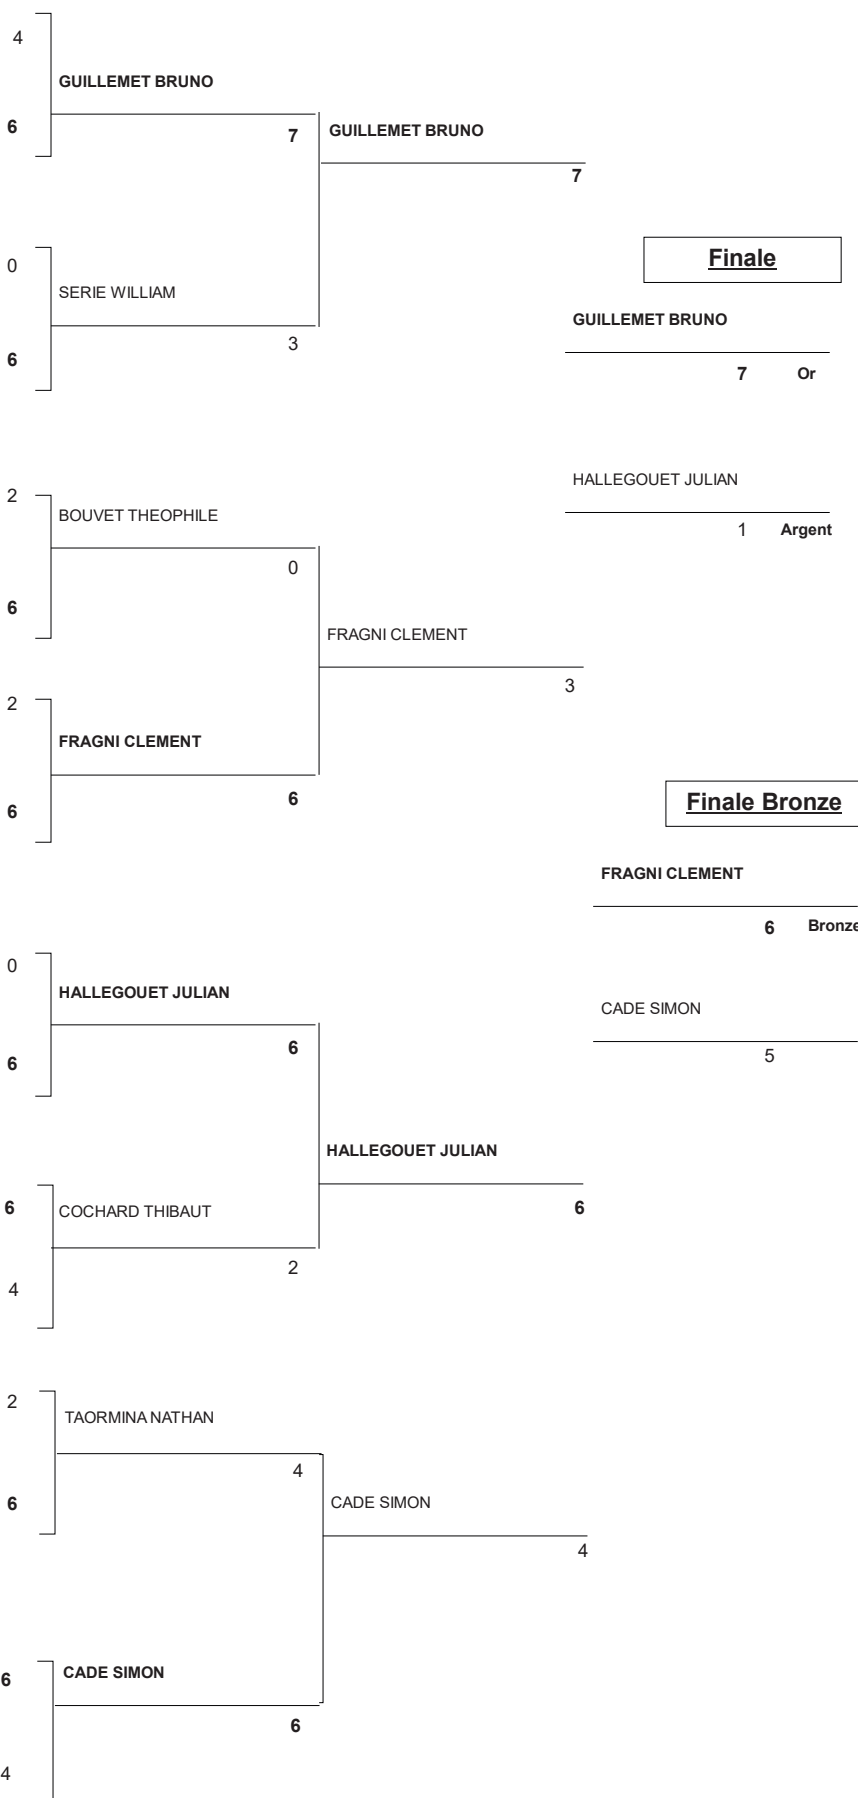 4
GUILLEMET BRUNO
6
7
GUILLEMET BRUNO
7
0
SERIE WILLIAM
3
6
Finale
GUILLEMET BRUNO
7 Or
HALLEGOUET JULIAN
1 Argent
2
BOUVET THEOPHILE
0
6
FRAGNI CLEMENT
3
2
FRAGNI CLEMENT
6
6
Finale Bronze
FRAGNI CLEMENT
6 Bronze
CADE SIMON
5
0
HALLEGOUET JULIAN
6
6
HALLEGOUET JULIAN
6
6
COCHARD THIBAUT
2
4
2
TAORMINA NATHAN
4
6
CADE SIMON
4
6
CADE SIMON
6
4